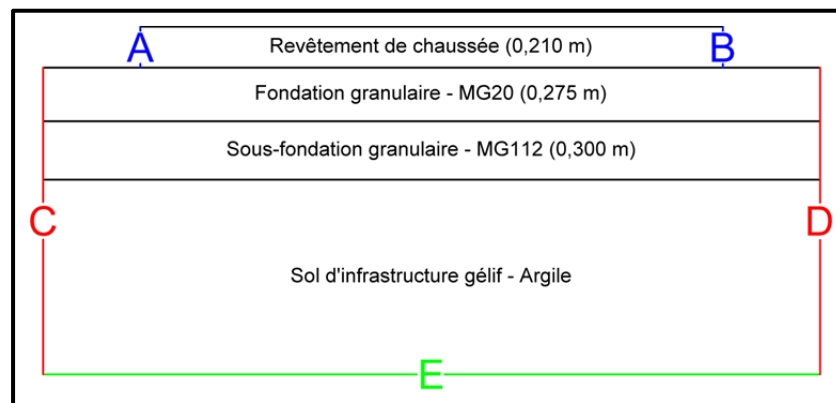 A Revêtement de chaussée (0,210 m) B
Fondation granulaire - MG20 (0,275 m)
Sous-fondation granulaire - MG112 (0,300 m)
C D
Sol d'infrastructure gélif - Argile
E